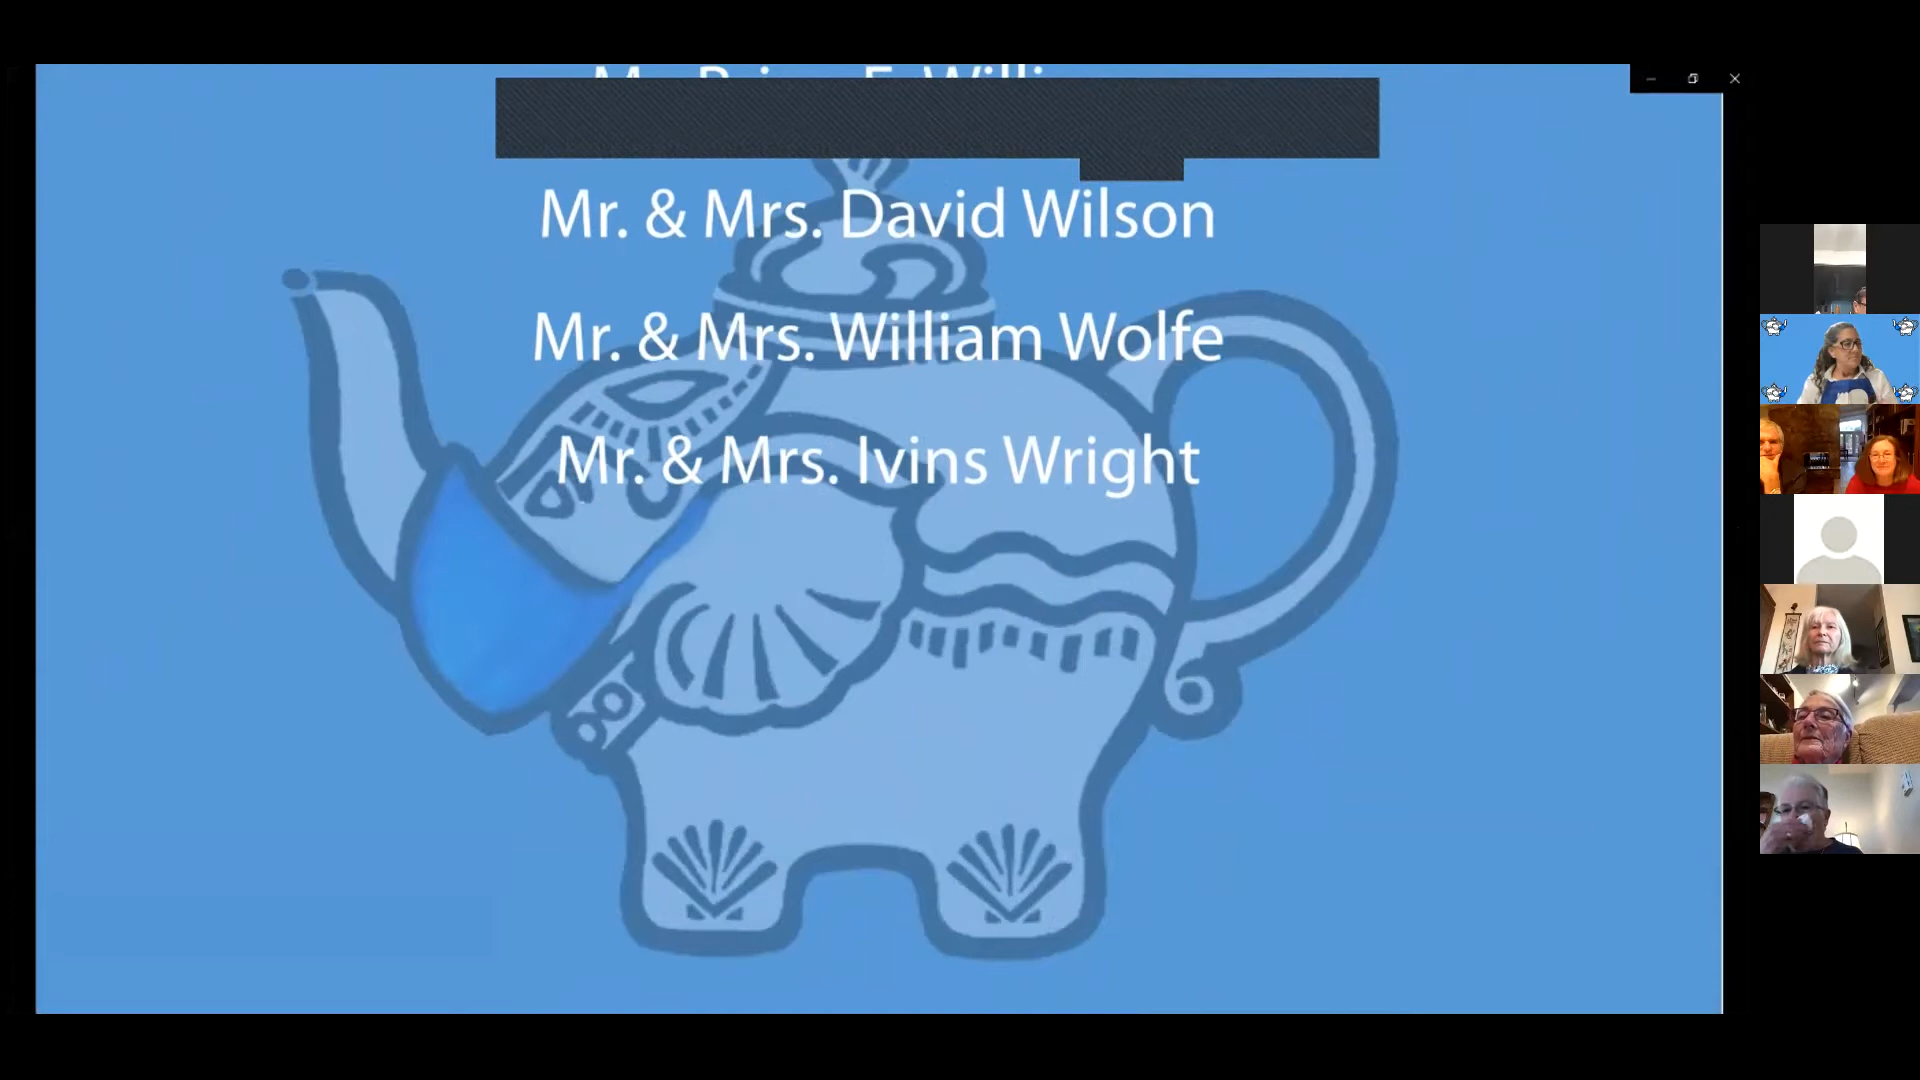 Mr. & Mrs. David Wilson
Mr. & Mrs. William Wolfe
Mr. & Mrs. Ivins Wright